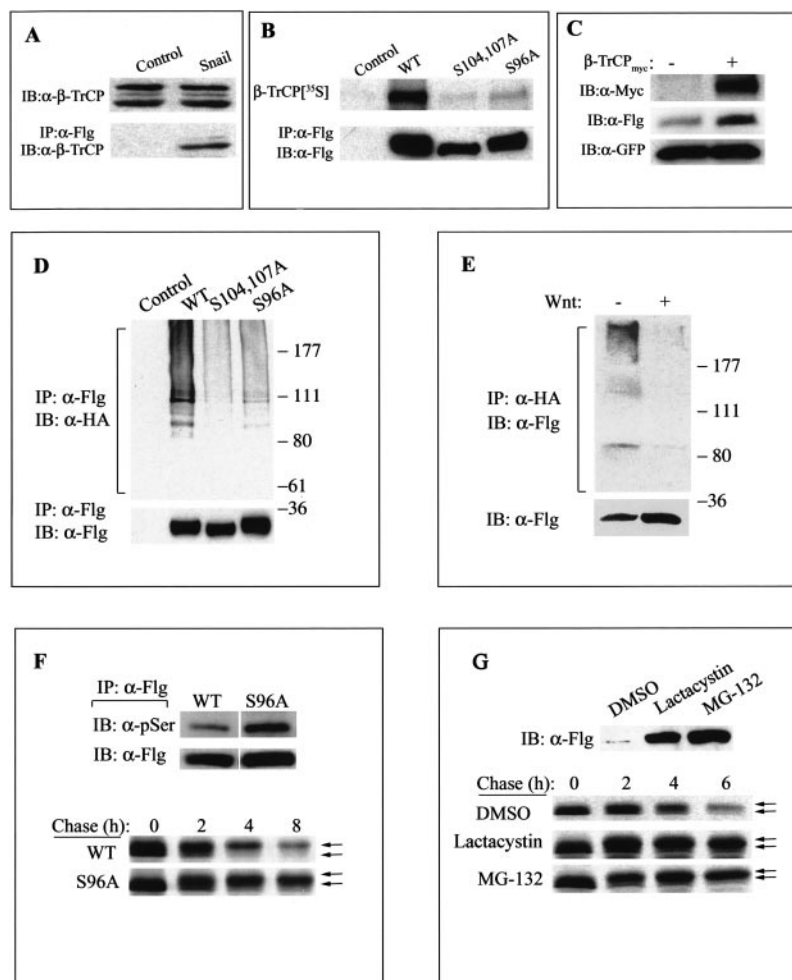 A
Control Snail
IB:α-β-TrCP
IP:α-Flg
IB:α-β-TrCP
B
Control WT S104,107A S96A
β-TrCP[35S]
IP:α-Flg
IB:α-Flg
C
β-TrCPmyc: - +
IB:α-Myc
IB:α-Flg
IB:α-GFP
D
Control WT S104,107A S96A
– 177
IP: α-Flg – 111
IB: α-HA
– 80
–61
IP: α-Flg –36
IB: α-Flg
E
Wnt: - +
– 177
IP: α-HA
– 111
IB: α-Flg
– 80
–36
IB: α-Flg
F
IP: α-Flg WT S96A
IB: α-pSer
IB: α-Flg
Chase (h): 0 2 4 8
WT
S96A
G
DMSO Lactacystin MG-132
IB: α-Flg
Chase (h): 0 2 4 6
DMSO
Lactacystin
MG-132